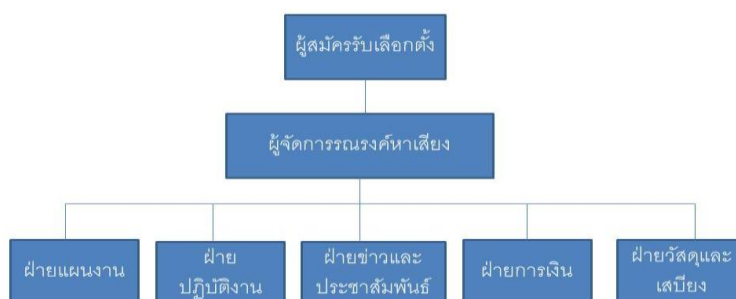 ผู้สมัครรับเลือกตั้ง
ผู้จัดการรณรงค์หาเสียง
ฝ่ายแผนงาน
ฝ่าย
ปฏิบัติงาน
ฝ่ายข่าวและ
ประชาสัมพันธ์
ฝ่ายการเงิน
ฝ่ายวัสดุและ
เสบียง